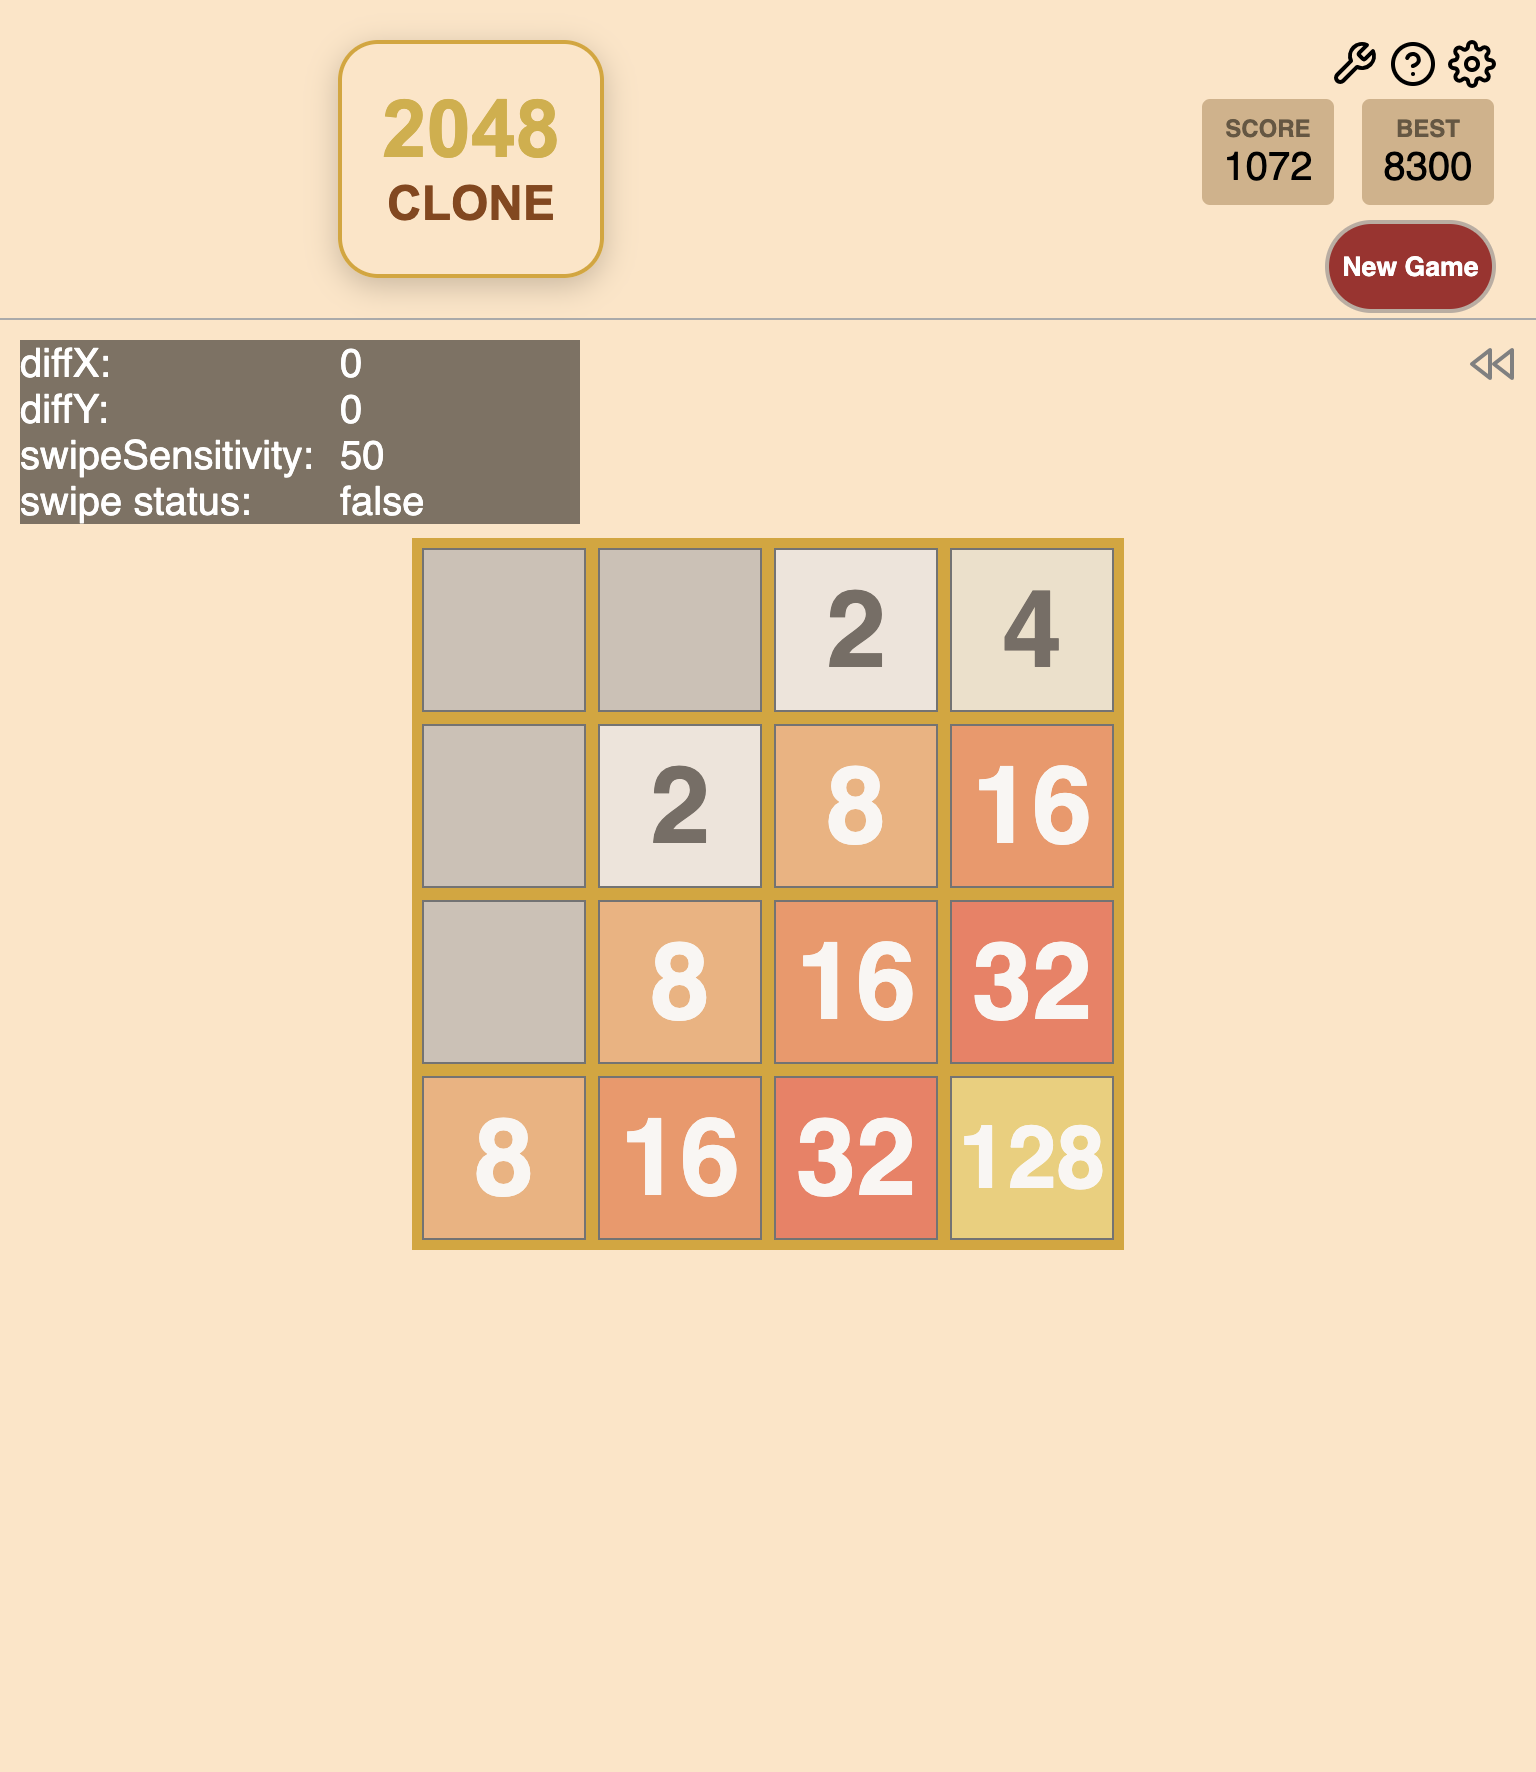 2048
CLONE
SCORE
1072
BEST
8300
New Game
diffX: 0
diffY: 0
swipeSensitivity: 50
swipe status: false
2 4
2 8 16
8 16 32
8 16 32 128